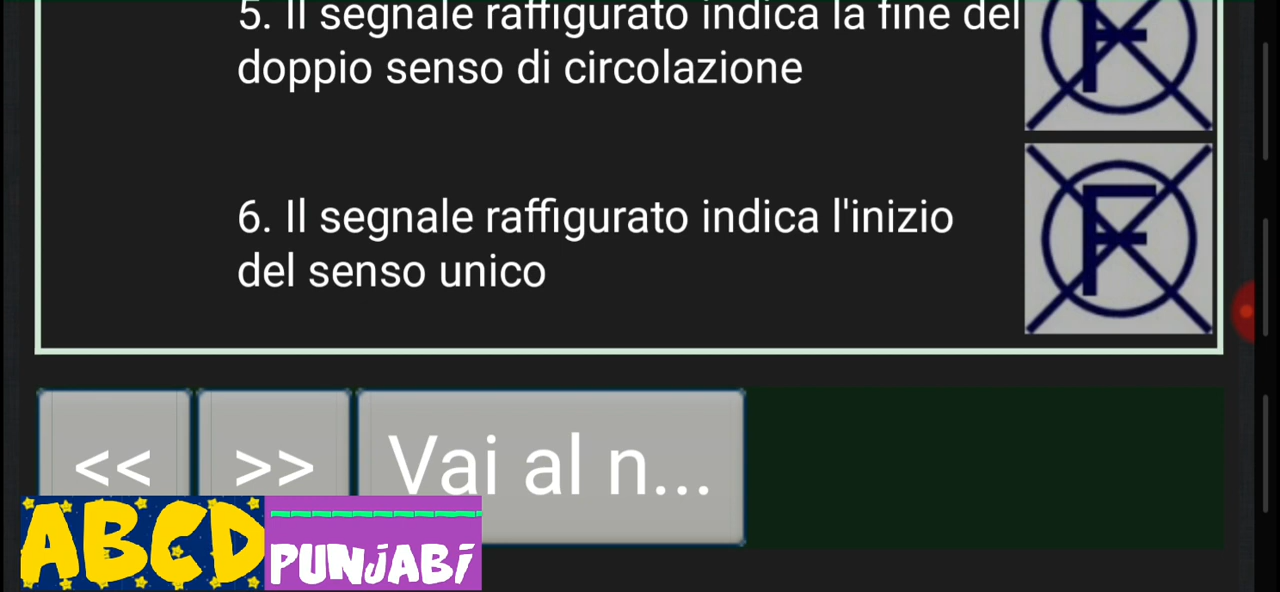 5. Il segnale raffigurato indica la fine del
doppio senso di circolazione
F
6. Il segnale raffigurato indica l'inizio
del senso unico
F
<< >> Vai al n...
ABCD PUNJABI